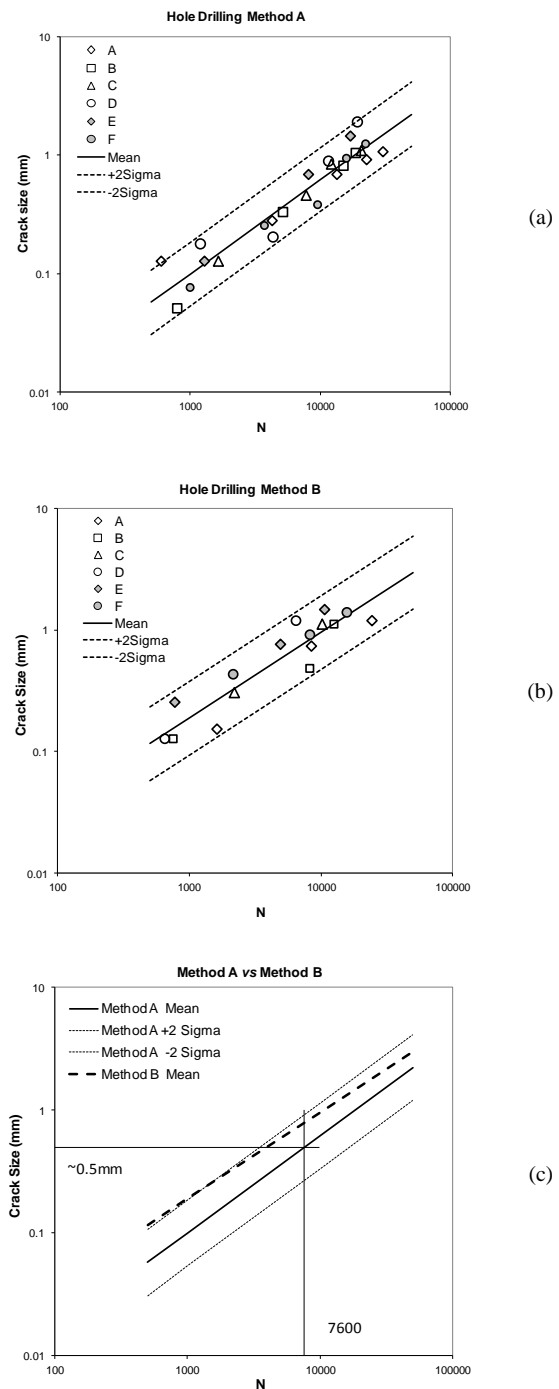 Hole Drilling Method A
10
1
0.1
0.01
Crack size (mm)
A
B
C
D
E
F
Mean
+2Sigma
-2Sigma
100 1000 10000 100000
N
(a)
Hole Drilling Method B
10
1
0.1
0.01
Crack Size (mm)
A
B
C
D
E
F
Mean
+2Sigma
-2Sigma
100 1000 10000 100000
N
(b)
Method A vs Method B
10
1
0.1
0.01
Crack Size (mm)
Method A Mean
Method A +2 Sigma
Method A -2 Sigma
Method B Mean
~0.5mm
7600
100 1000 10000 100000
N
(c)